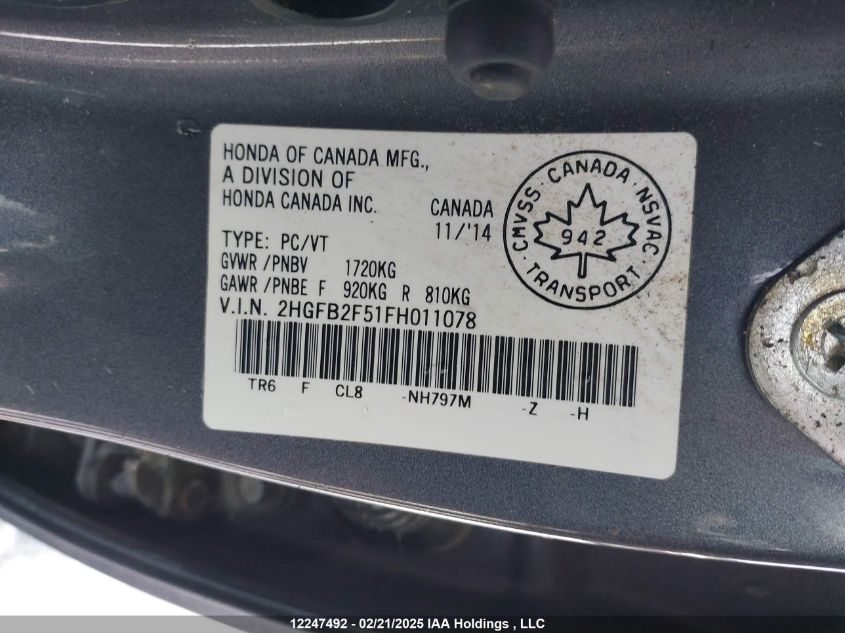 HONDA OF CANADA MFG.,
A DIVISION OF
HONDA CANADA INC.
CANADA
11/'14
TYPE: PC/VT
GVWR /PNBV 1720KG
GAWR /PNBE F 920KG R 810KG
V.I.N. 2HGFB2F51FH011078
TR6 F CL8 -NH797M -Z -H
CMVSS · CANADA · NSVAC
942
· TRANSPORT ·
12247492 - 02/21/2025 IAA Holdings , LLC